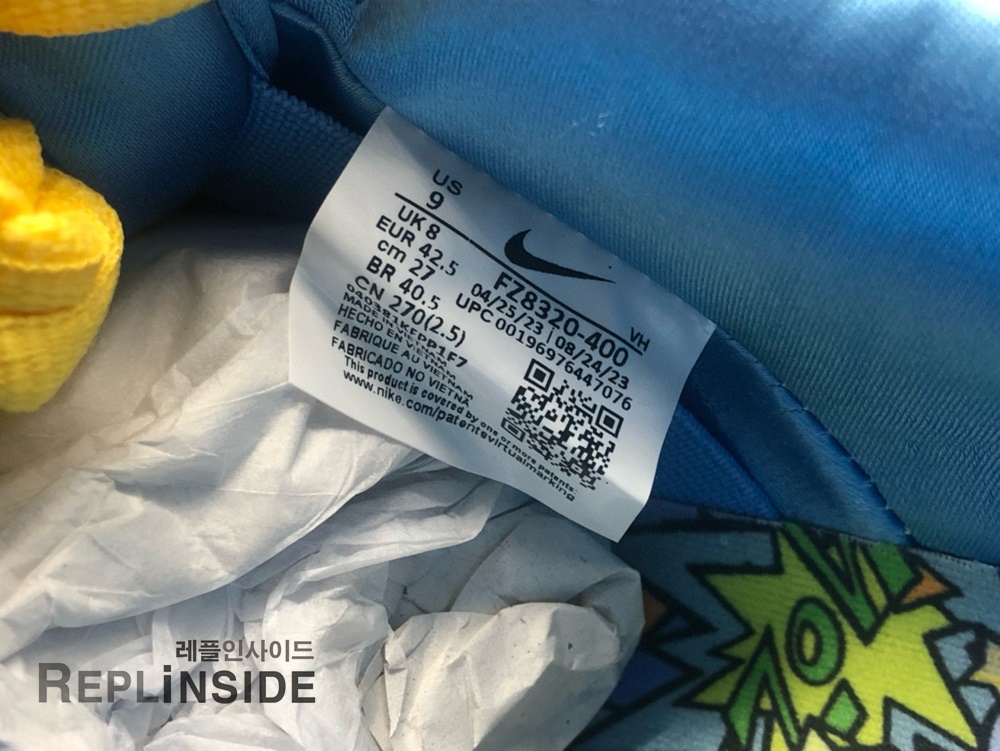 US
9
UK 8
EUR 42.5
cm 27
BR 40.5
CN 270(2.5)
FZ8320-400
VH
04/25/23 | 08/24/23
UPC 00196976447076
040381KFPP1F7
MADE IN VIETNAM
HECHO EN VIETNAM
FABRIQUE AU VIETNAM
FABRICADO NO VIETNA
This product is covered by one or more patents:
www.nike.com/patentsvirtualmarking
레플인사이드
REPLiNSIDE